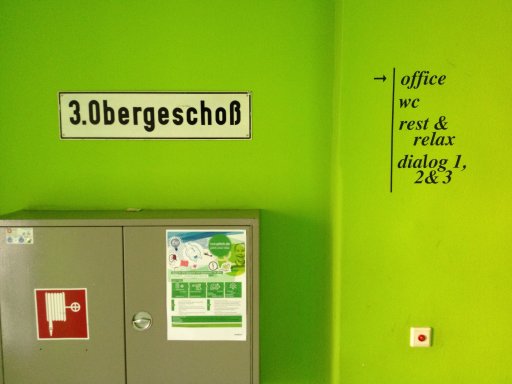 3.Obergeschoß
→ office
wc
rest &
relax
dialog 1,
2& 3